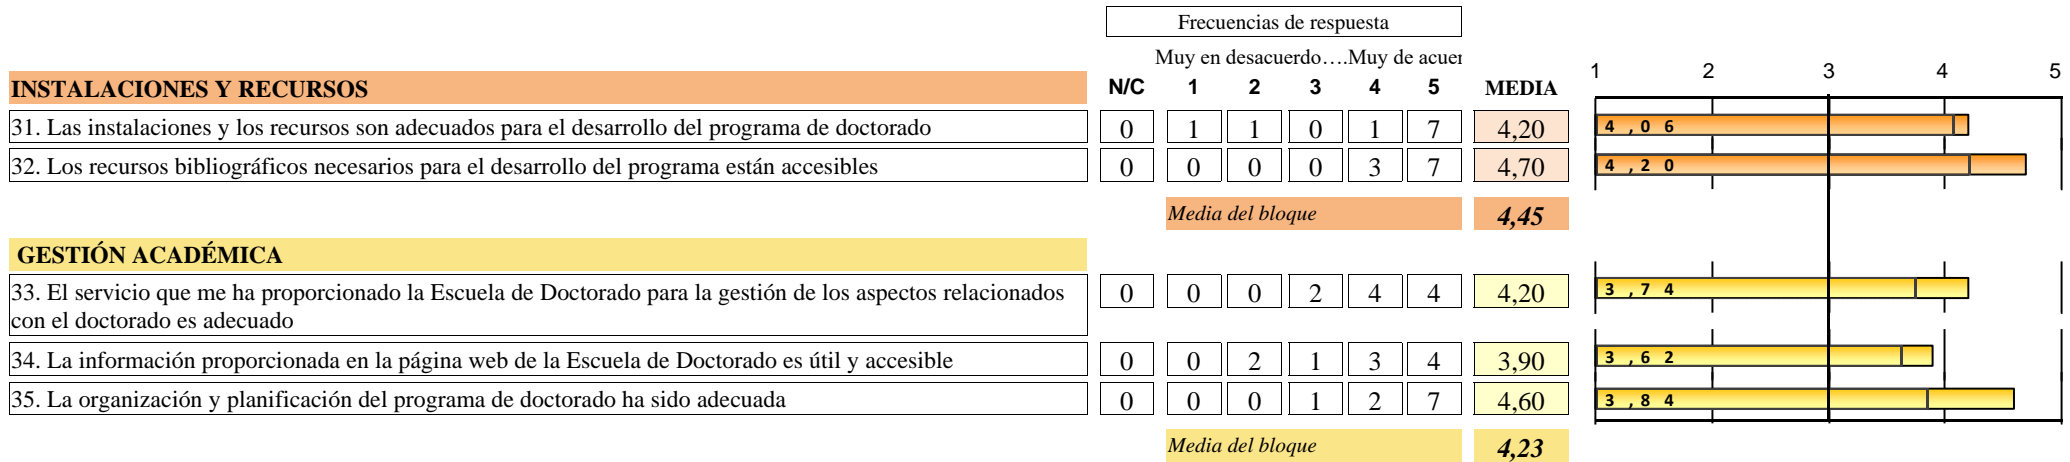 Frecuencias de respuesta
Muy en desacuerdo….Muy de acuer
INSTALACIONES Y RECURSOS N/C 1 2 3 4 5 MEDIA 1 2 3 4 5
31. Las instalaciones y los recursos son adecuados para el desarrollo del programa de doctorado 0 1 1 0 1 7 4,20 4,06
32. Los recursos bibliográficos necesarios para el desarrollo del programa están accesibles 0 0 0 0 3 7 4,70 4,20
Media del bloque 4,45
GESTIÓN ACADÉMICA
33. El servicio que me ha proporcionado la Escuela de Doctorado para la gestión de los aspectos relacionados
con el doctorado es adecuado 0 0 0 2 4 4 4,20 3,74
34. La información proporcionada en la página web de la Escuela de Doctorado es útil y accesible 0 0 2 1 3 4 3,90 3,62
35. La organización y planificación del programa de doctorado ha sido adecuada 0 0 0 1 2 7 4,60 3,84
Media del bloque 4,23